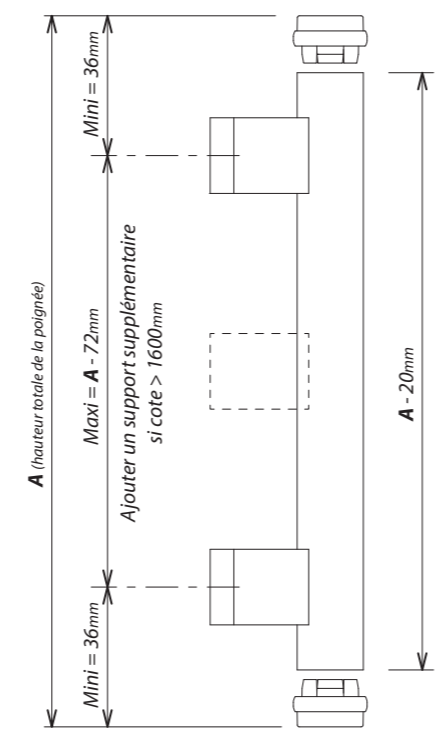 A (hauteur totale de la poignée)
Mini = 36mm
Maxi = A - 72mm
Mini = 36mm
Ajouter un support supplémentaire
si cote > 1600mm
A - 20mm